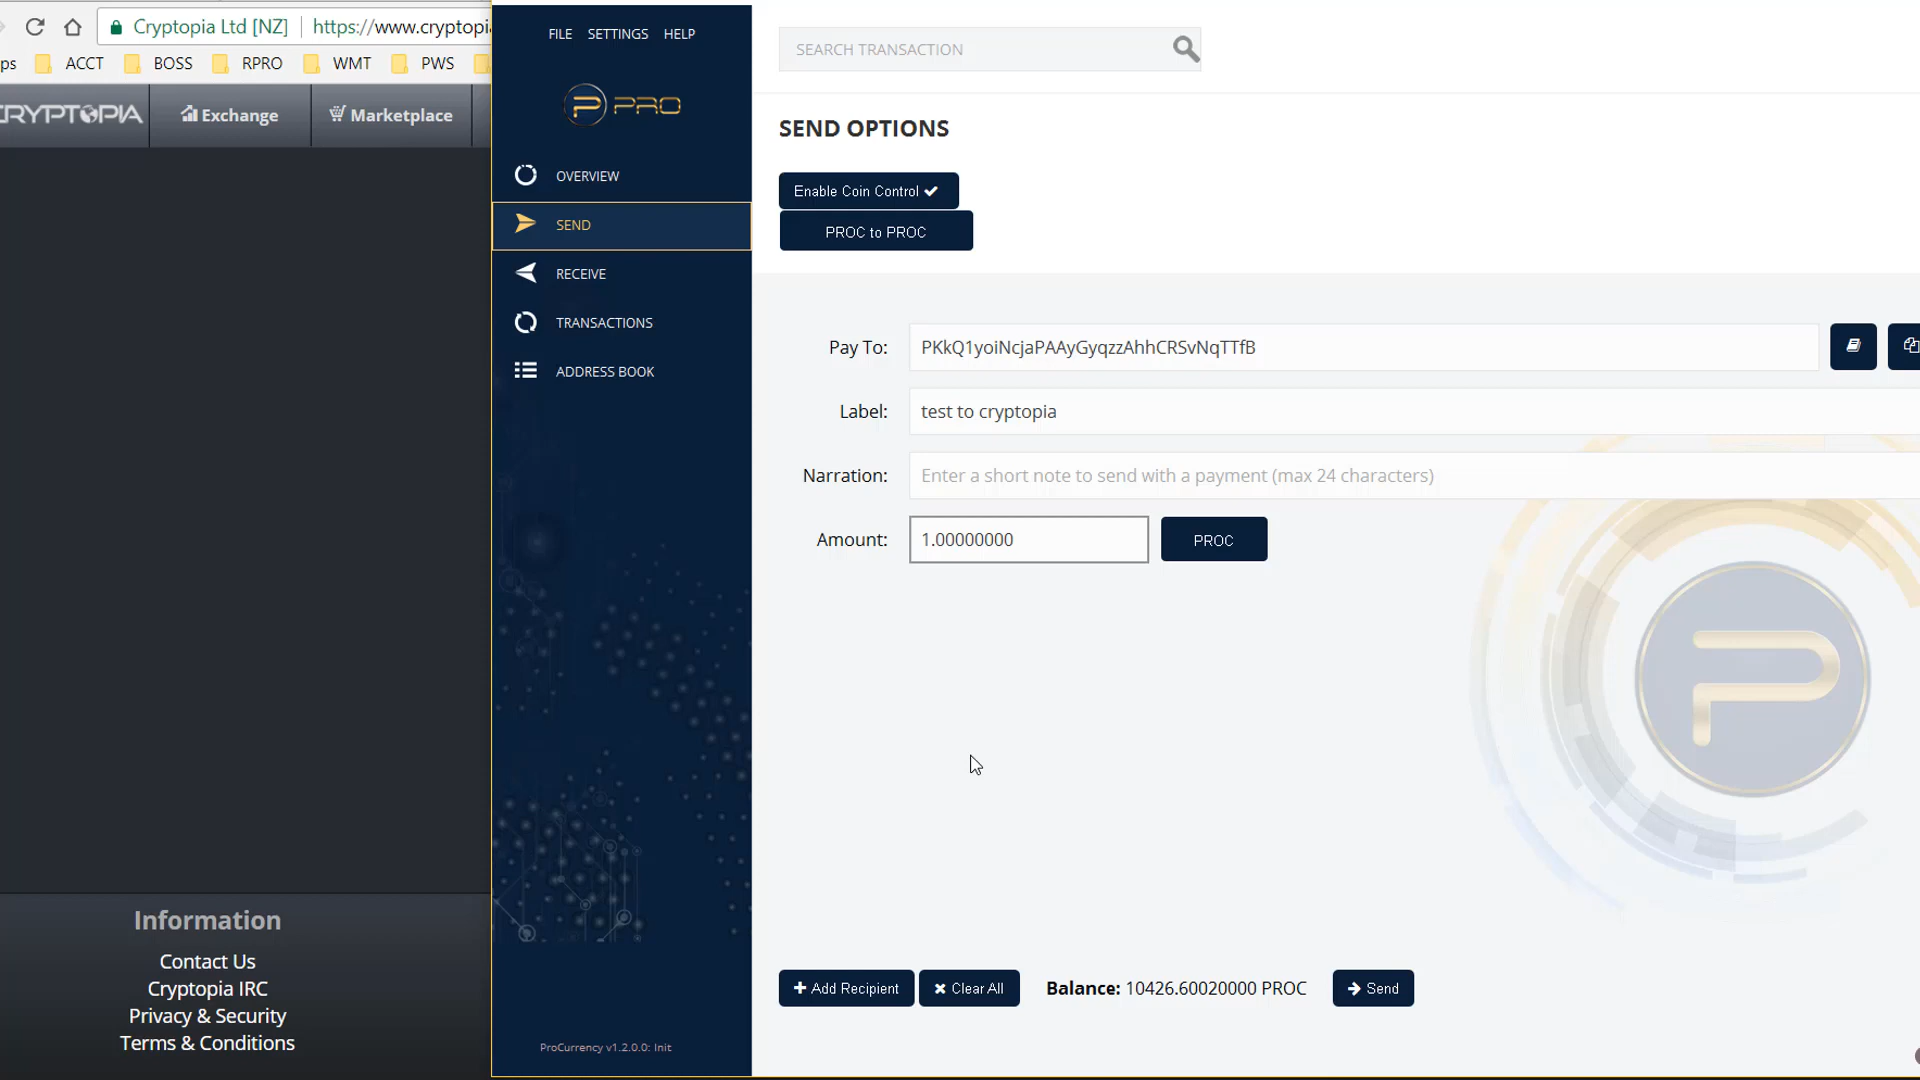 Cryptopia Ltd [NZ] https://www.cryptopia
ps ACCT BOSS RPRO WMT PWS
CRYPTOPIA Exchange Marketplace
Information
Contact Us
Cryptopia IRC
Privacy & Security
Terms & Conditions
FILE SETTINGS HELP
P PRO
OVERVIEW
SEND
RECEIVE
TRANSACTIONS
ADDRESS BOOK
ProCurrency v1.2.0.0: Init
SEARCH TRANSACTION
SEND OPTIONS
Enable Coin Control
PROC to PROC
Pay To: PKkQ1yoiNcjaPAAyGyqzzAhhCRSvNqTTfB
Label: test to cryptopia
Narration: Enter a short note to send with a payment (max 24 characters)
Amount: 1.00000000 PROC
P
Add Recipient Clear All Balance: 10426.60020000 PROC Send